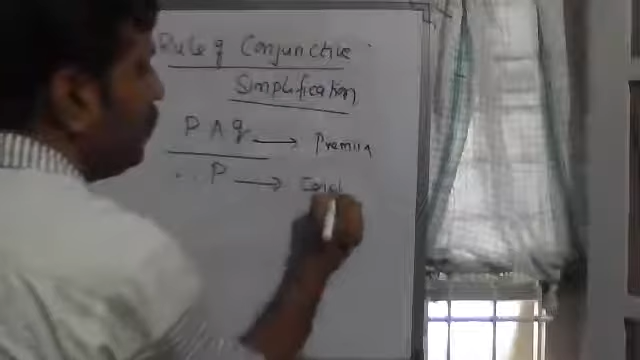 Rule of Conjunctive
Simplification
P ∧ q → Premise
∴ P → Concl